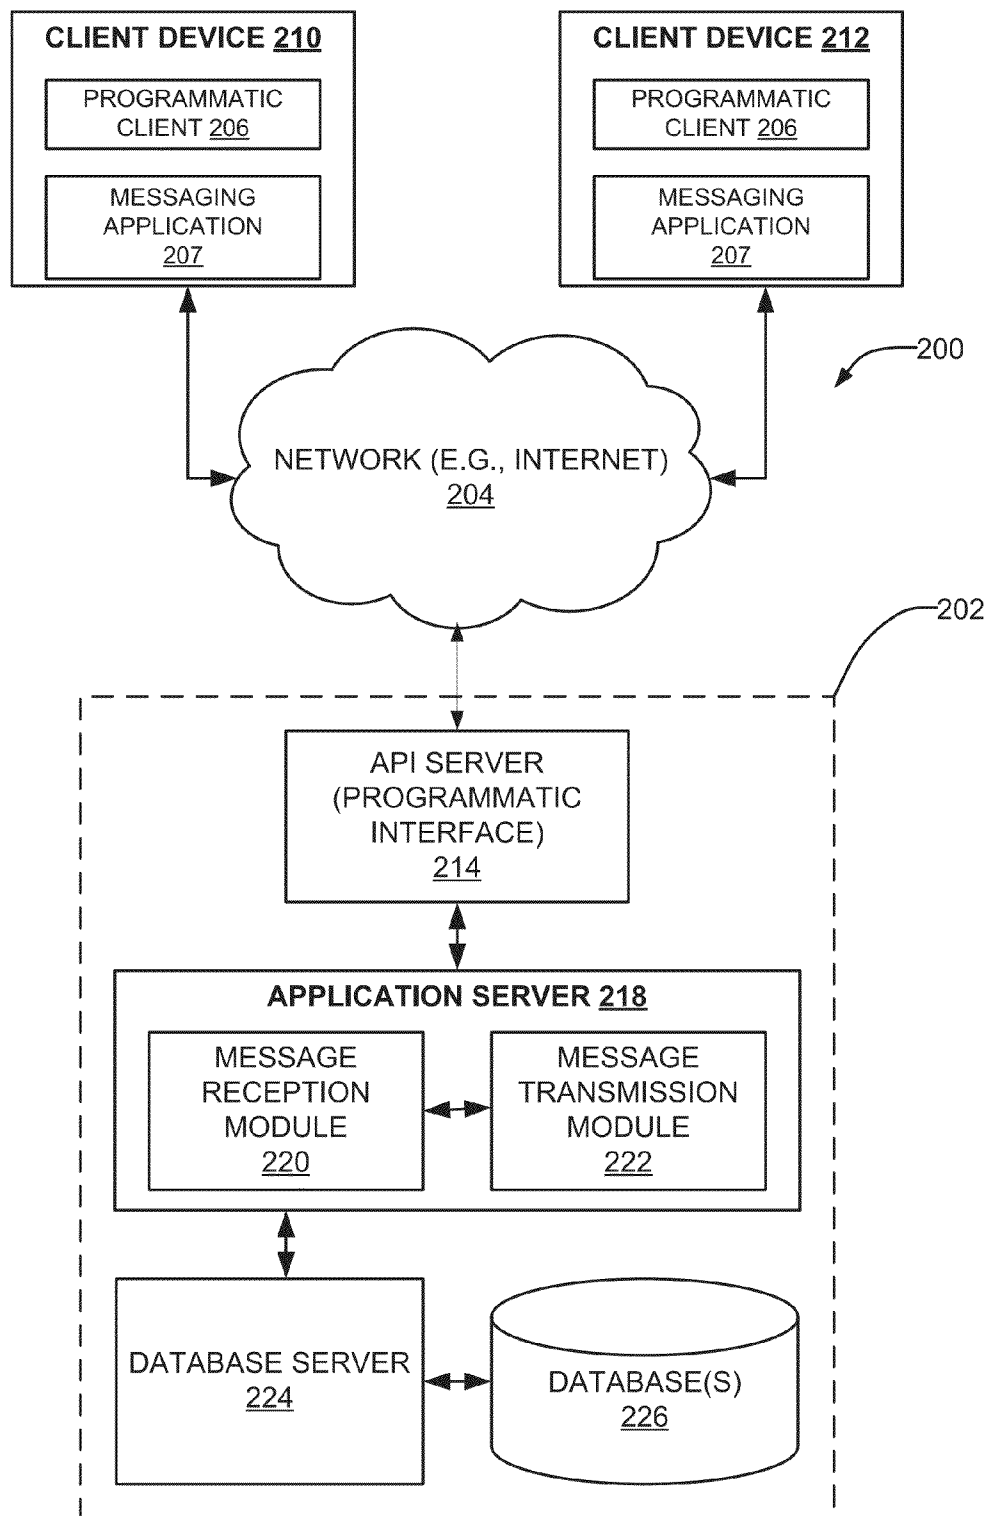 CLIENT DEVICE 210
PROGRAMMATIC
CLIENT 206
MESSAGING
APPLICATION
207
CLIENT DEVICE 212
PROGRAMMATIC
CLIENT 206
MESSAGING
APPLICATION
207
200
NETWORK (E.G., INTERNET)
204
202
API SERVER
(PROGRAMMATIC
INTERFACE)
214
APPLICATION SERVER 218
MESSAGE
RECEPTION
MODULE
220
MESSAGE
TRANSMISSION
MODULE
222
DATABASE SERVER
224
DATABASE(S)
226